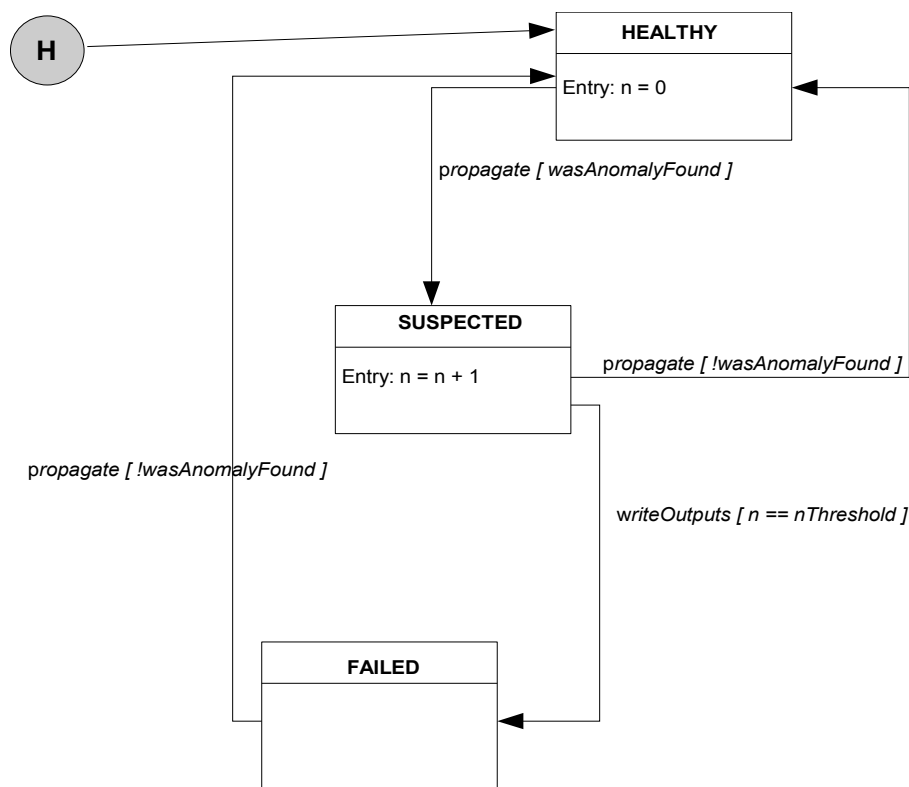 H
HEALTHY
Entry: n = 0
propagate [ wasAnomalyFound ]
SUSPECTED
Entry: n = n + 1
propagate [ !wasAnomalyFound ]
propagate [ !wasAnomalyFound ]
writeOutputs [ n == nThreshold ]
FAILED